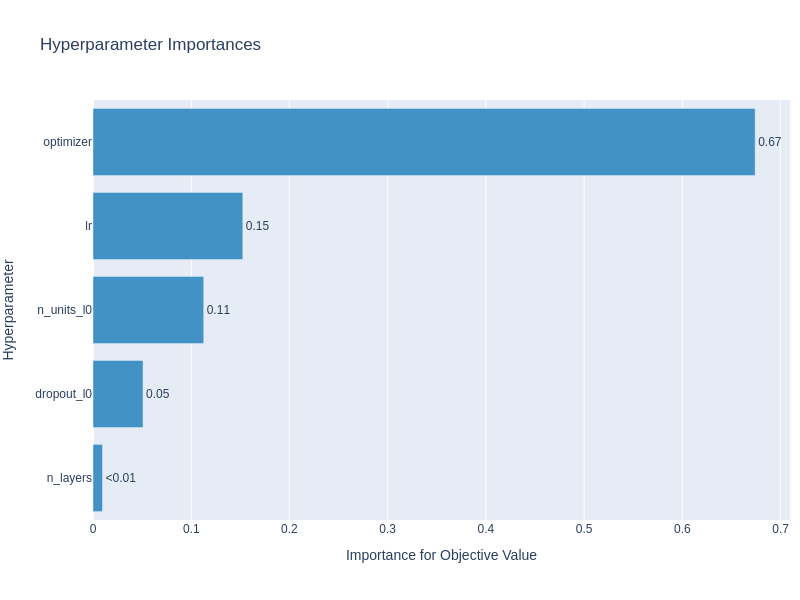 Hyperparameter Importances
Hyperparameter
optimizer 0.67
lr 0.15
n_units_l0 0.11
dropout_l0 0.05
n_layers <0.01
0 0.1 0.2 0.3 0.4 0.5 0.6 0.7
Importance for Objective Value